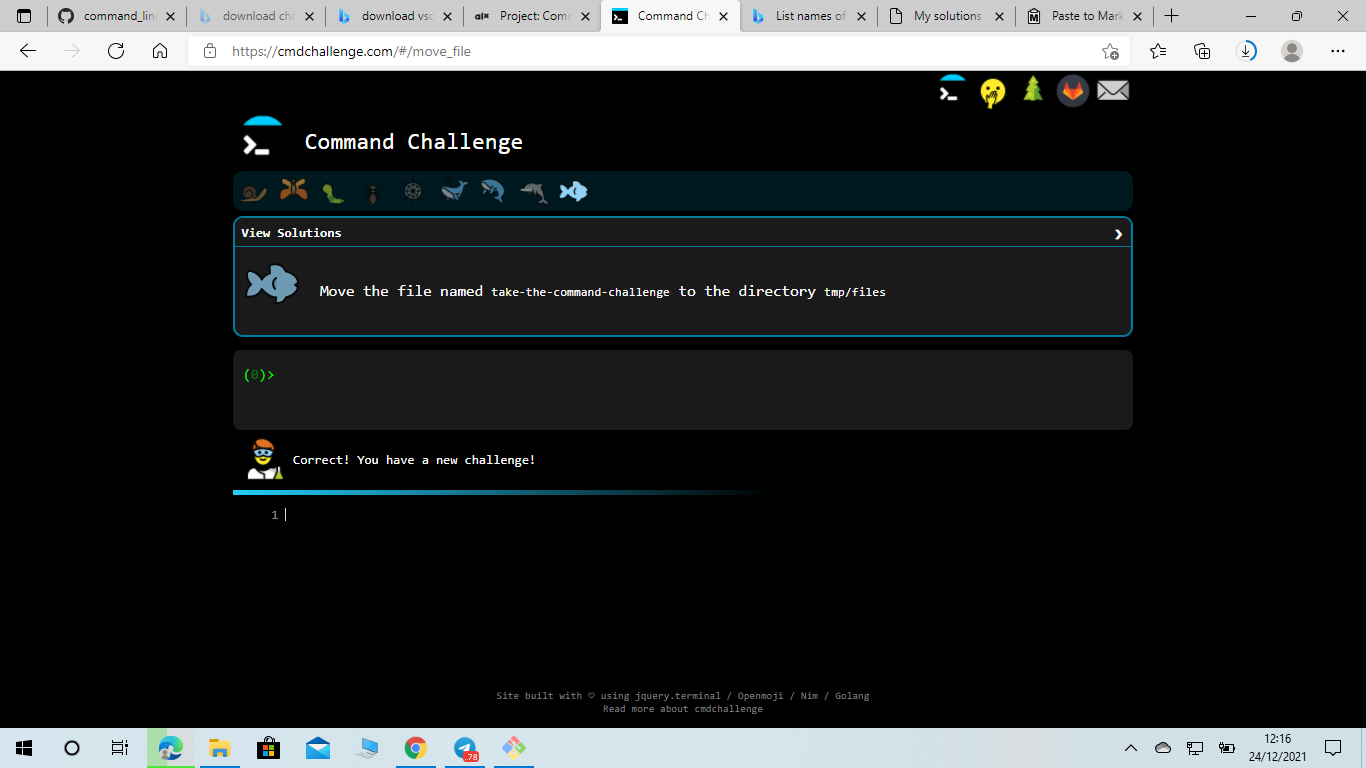 command_lin
download chr
download vsc
alx Project: Comm
Command Ch
List names of
My solutions
Paste to Mark
https://cmdchallenge.com/#/move_file
Command Challenge
View Solutions
Move the file named take-the-command-challenge to the directory tmp/files
(0)>
Correct! You have a new challenge!
1
Site built with ♡ using jquery.terminal / Openmoji / Nim / Golang
Read more about cmdchallenge
..78
12:16
24/12/2021